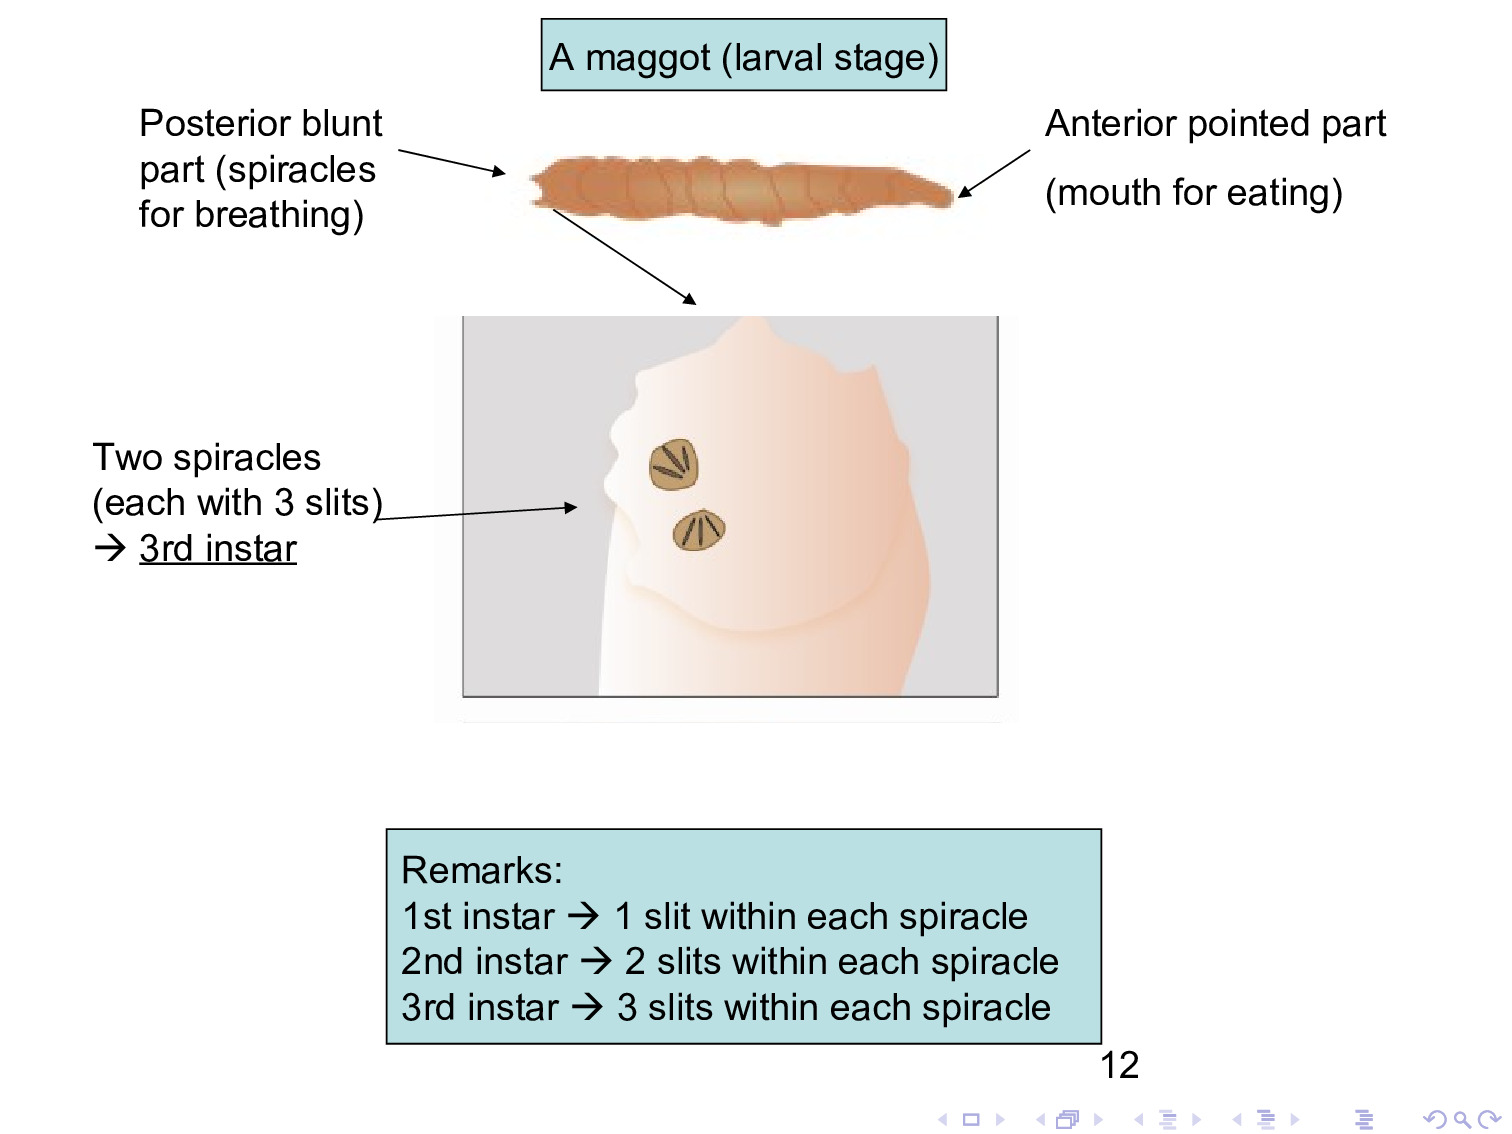 A maggot (larval stage)
Posterior blunt
part (spiracles
for breathing)
Anterior pointed part
(mouth for eating)
Two spiracles
(each with 3 slits)
→ 3rd instar
Remarks:
1st instar → 1 slit within each spiracle
2nd instar → 2 slits within each spiracle
3rd instar → 3 slits within each spiracle
12